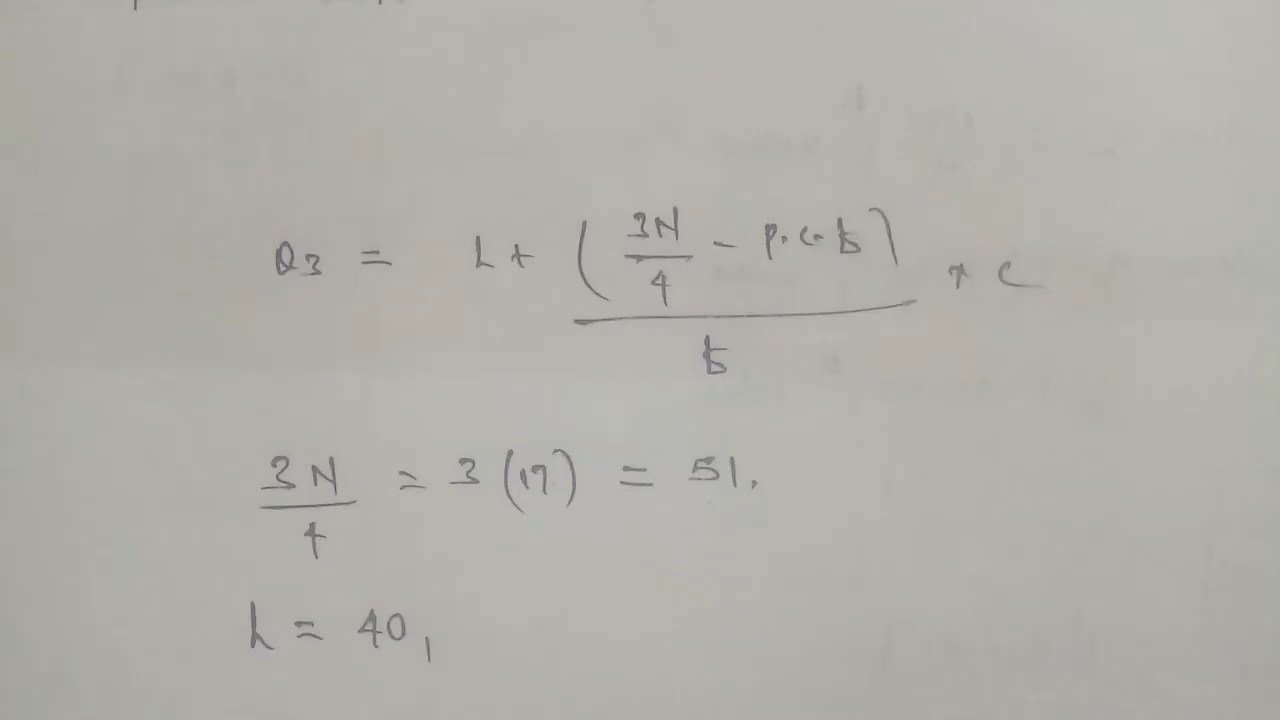 Q3 = L + (3N/4 - p.c.f) / f × c
3N/4 = 3(17) = 51.
L = 40,